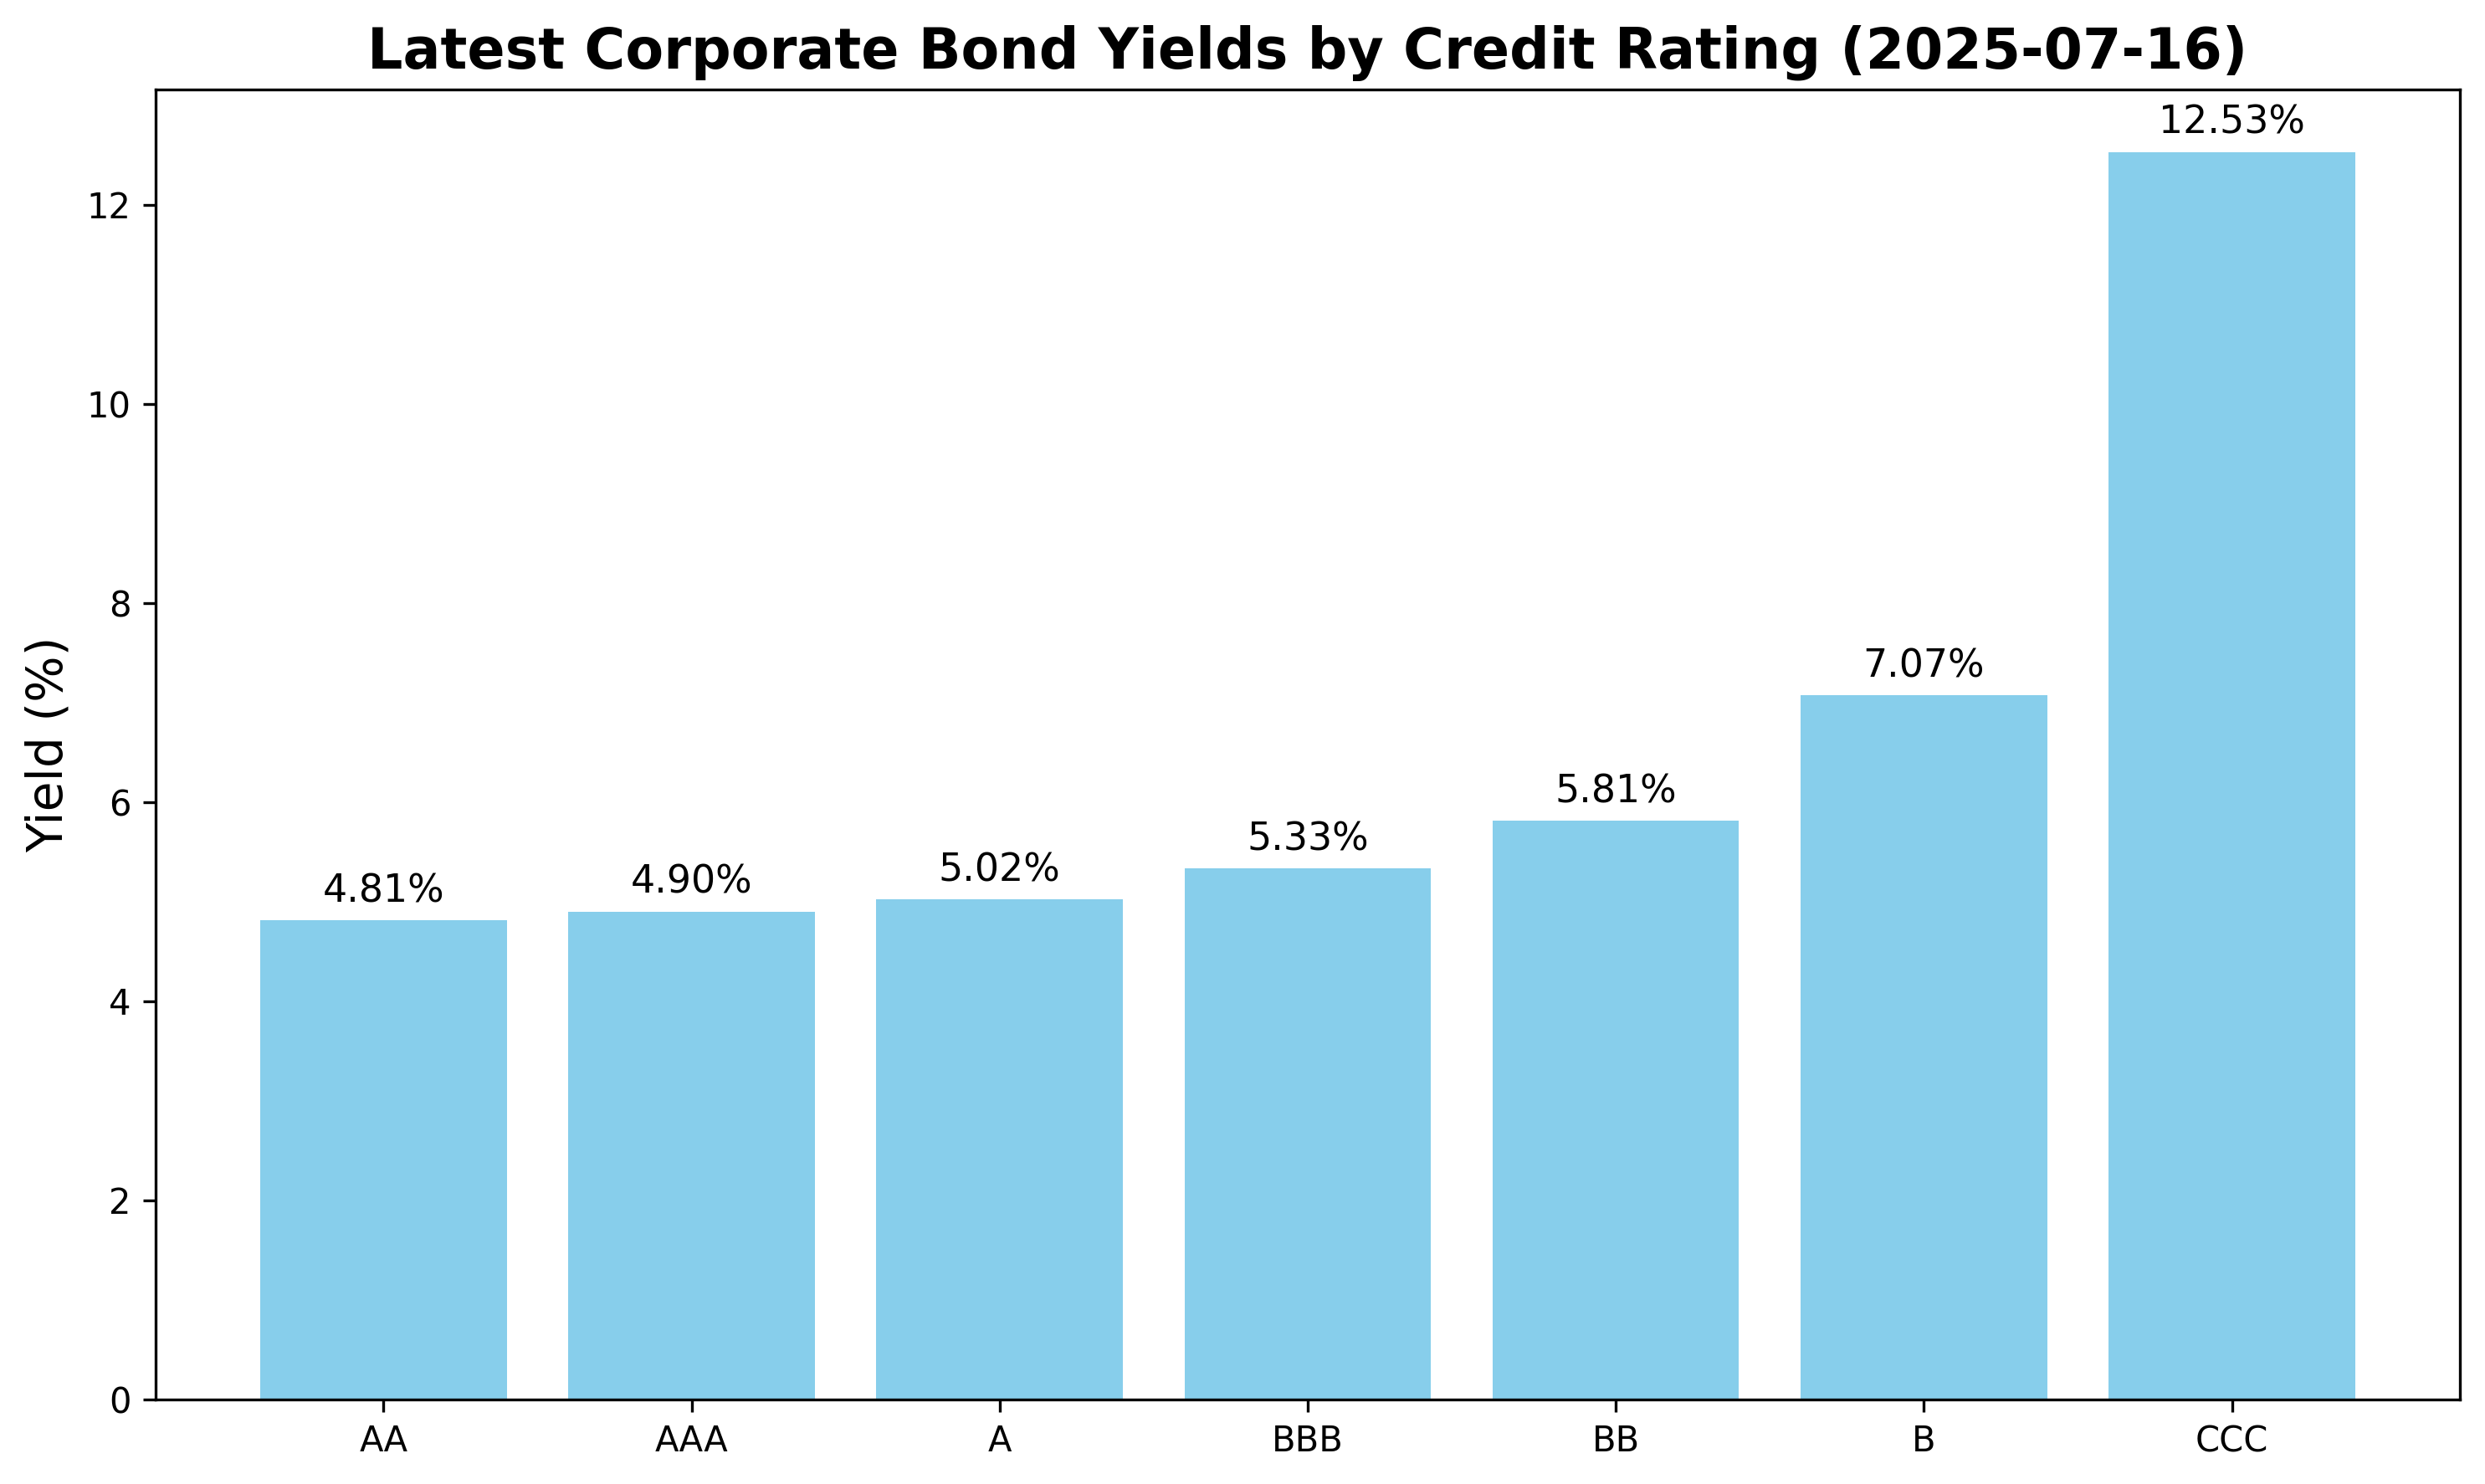 Latest Corporate Bond Yields by Credit Rating (2025-07-16)
Yield (%)
12
10
8
6
4
2
0
4.81%
4.90%
5.02%
5.33%
5.81%
7.07%
12.53%
AA
AAA
A
BBB
BB
B
CCC